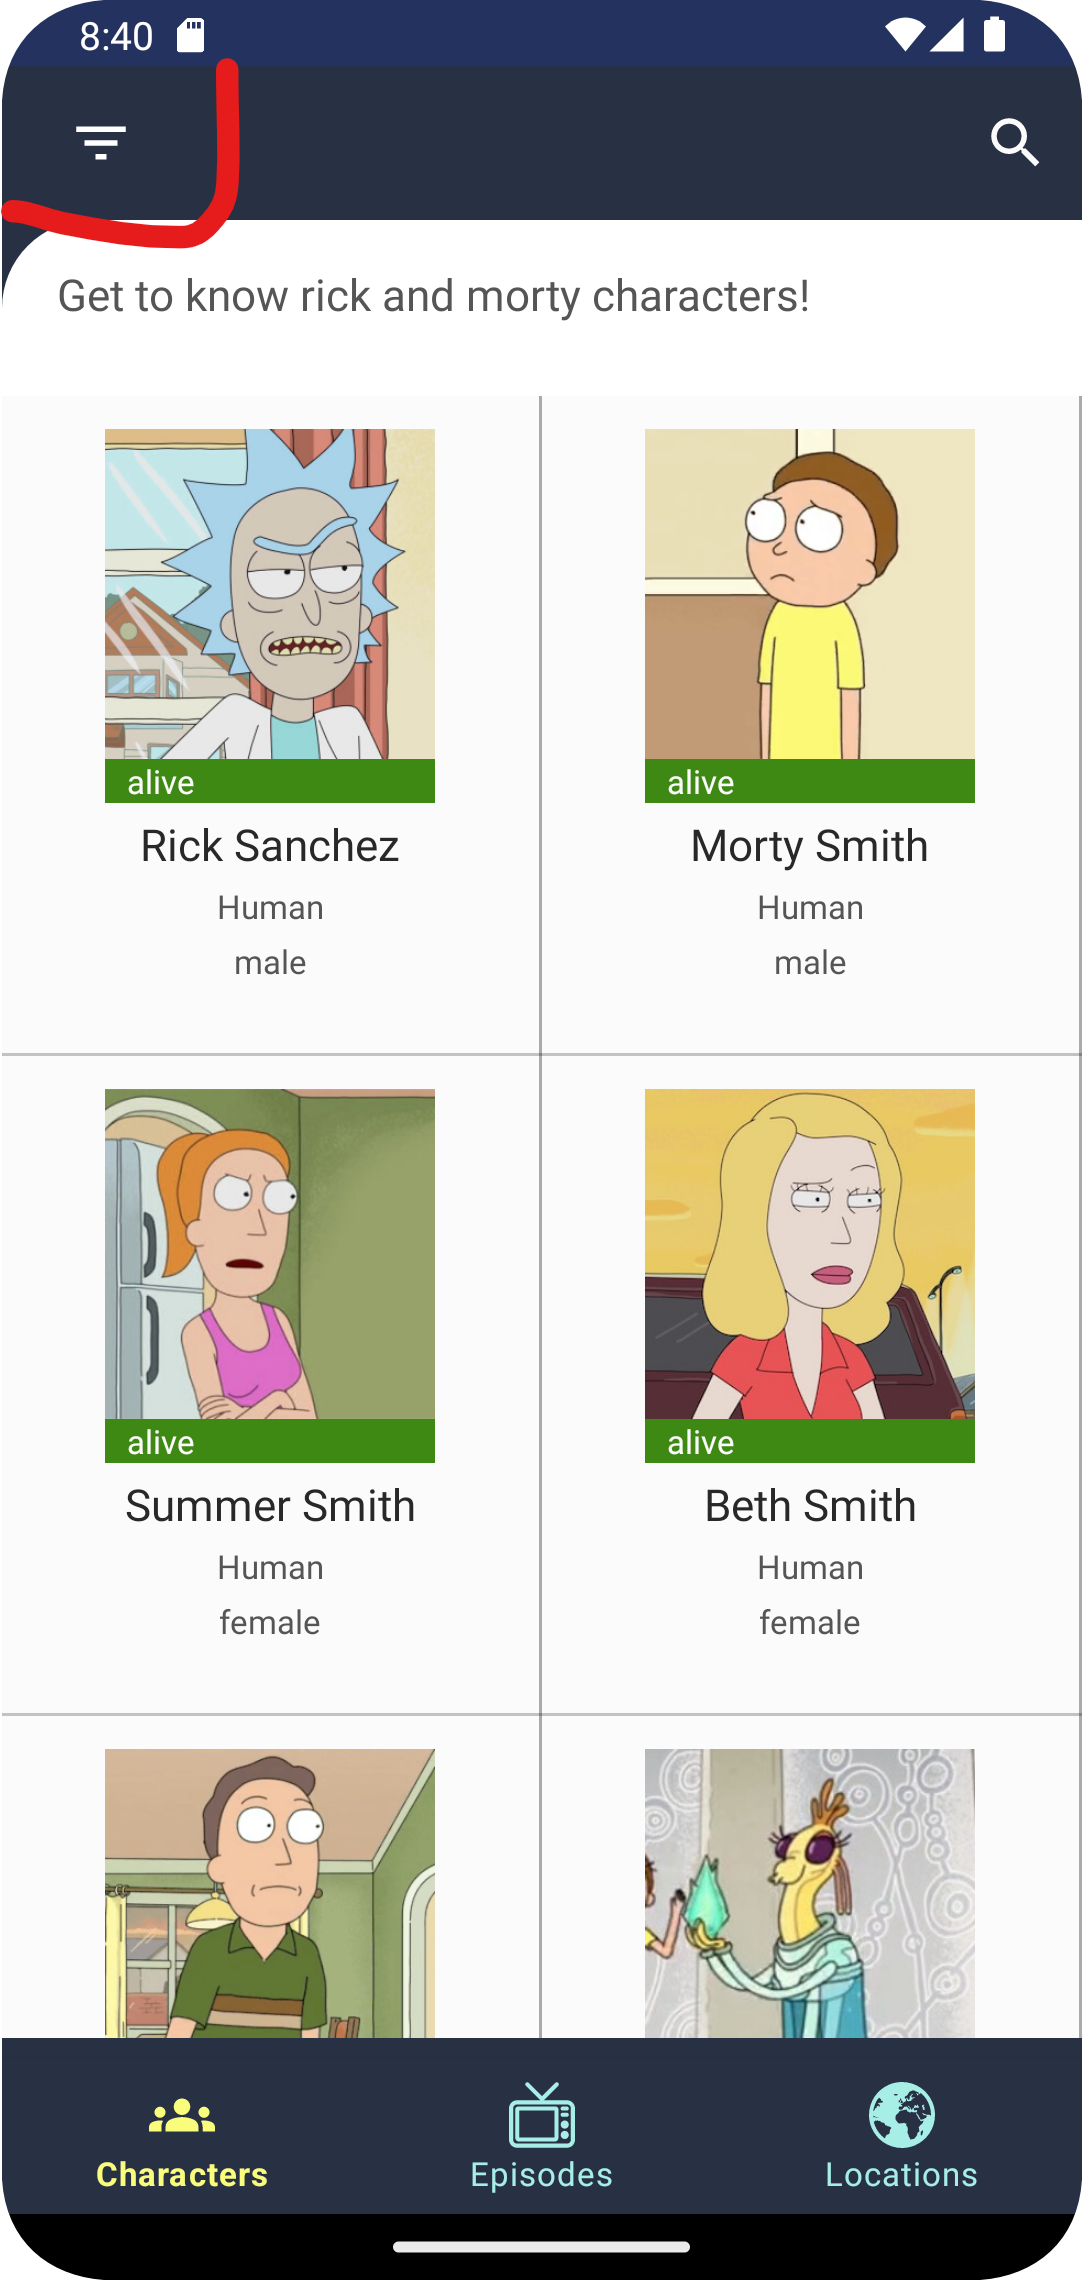 8:40
Get to know rick and morty characters!
alive
Rick Sanchez
Human
male
alive
Morty Smith
Human
male
alive
Summer Smith
Human
female
alive
Beth Smith
Human
female
Characters
Episodes
Locations